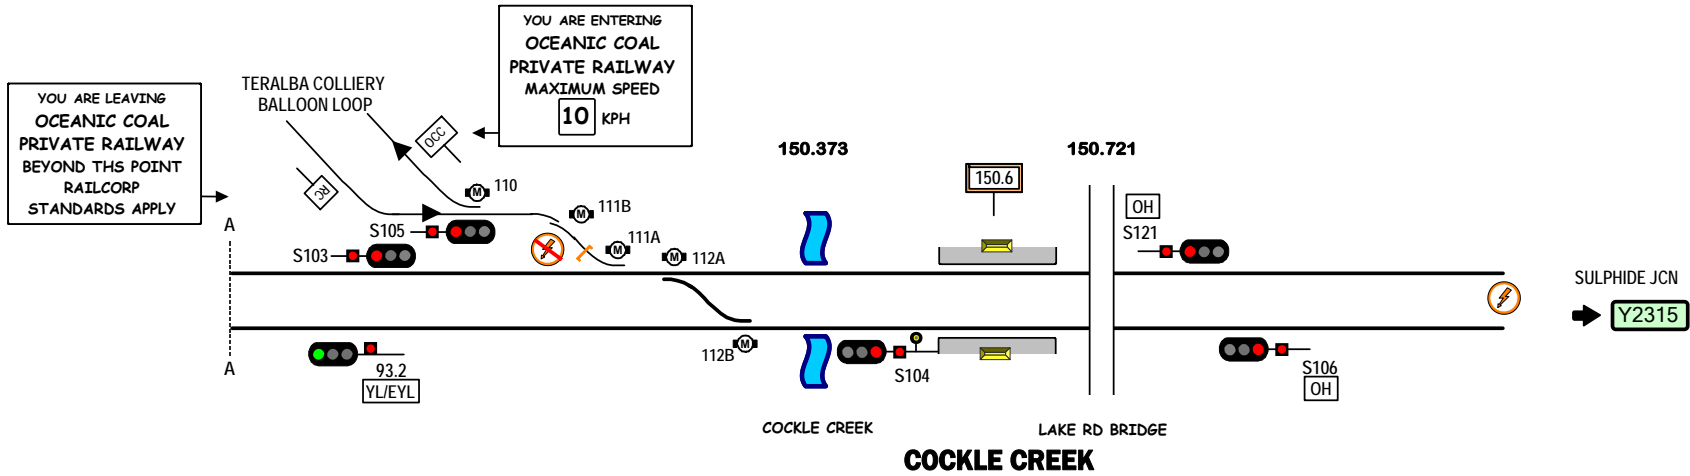 YOU ARE ENTERING
OCEANIC COAL
PRIVATE RAILWAY
MAXIMUM SPEED
10 KPH
YOU ARE LEAVING
OCEANIC COAL
PRIVATE RAILWAY
BEYOND THS POINT
RAILCORP
STANDARDS APPLY
TERALBA COLLIERY
BALLOON LOOP
OCC
RC
150.373
150.721
150.6
M 110
M 111B
M 111A
M 112A
S105
S103
OH
S121
A
SULPHIDE JCN
Y2315
M
112B
93.2
YL/EYL
A
S104
S106
OH
COCKLE CREEK
LAKE RD BRIDGE
COCKLE CREEK